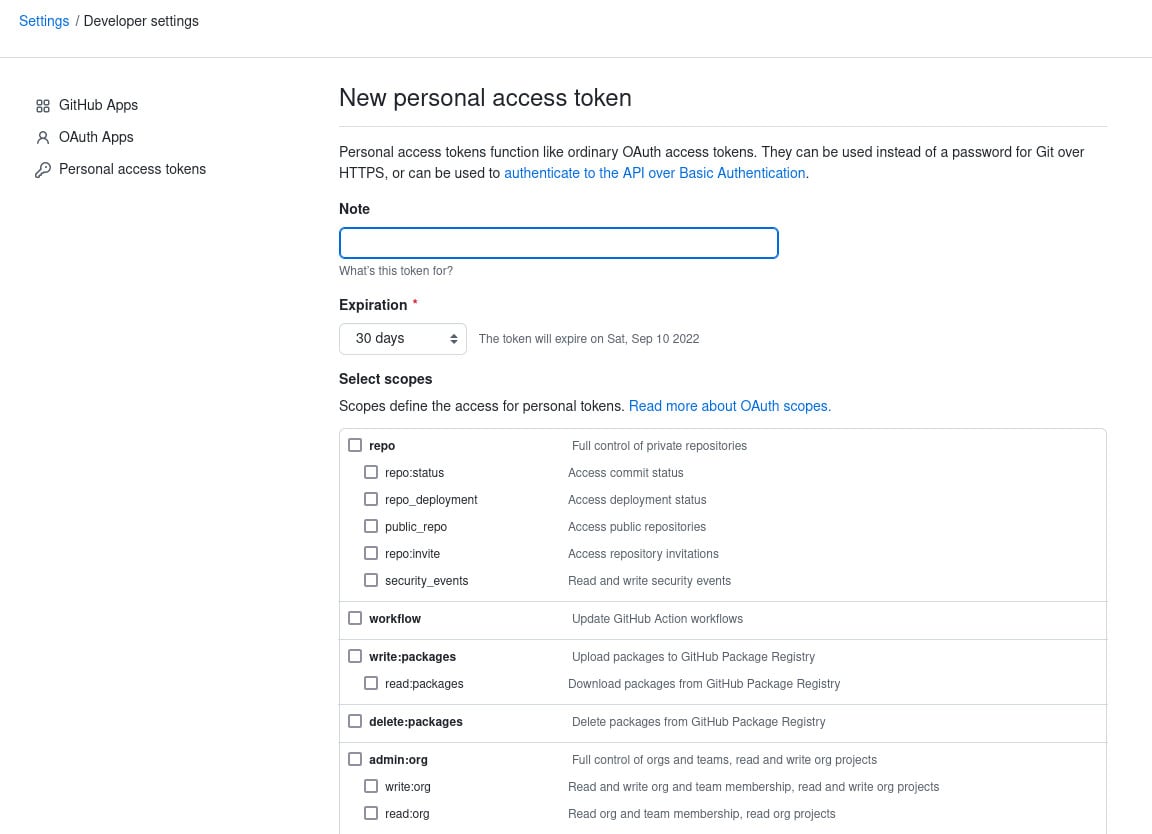 Settings / Developer settings
GitHub Apps
OAuth Apps
Personal access tokens
New personal access token
Personal access tokens function like ordinary OAuth access tokens. They can be used instead of a password for Git over
HTTPS, or can be used to authenticate to the API over Basic Authentication.
Note
What's this token for?
Expiration *
30 days The token will expire on Sat, Sep 10 2022
Select scopes
Scopes define the access for personal tokens. Read more about OAuth scopes.
repo Full control of private repositories
repo:status Access commit status
repo_deployment Access deployment status
public_repo Access public repositories
repo:invite Access repository invitations
security_events Read and write security events
workflow Update GitHub Action workflows
write:packages Upload packages to GitHub Package Registry
read:packages Download packages from GitHub Package Registry
delete:packages Delete packages from GitHub Package Registry
admin:org Full control of orgs and teams, read and write org projects
write:org Read and write org and team membership, read and write org projects
read:org Read org and team membership, read org projects